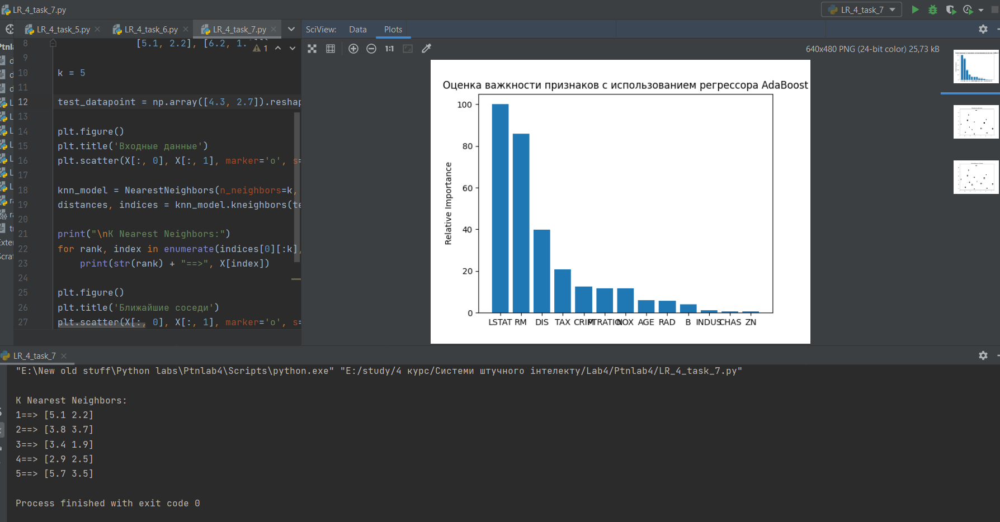 LR_4_task_7.py
LR_4_task_7
LR_4_task_5.py
LR_4_task_6.py
LR_4_task_7.py
SciView:
Data
Plots
8 [5.1, 2.2], [6.2, 1.
1
9
10 k = 5
11
12 test_datapoint = np.array([4.3, 2.7]).reshap
13
14 plt.figure()
15 plt.title('Входные данные')
16 plt.scatter(X[:, 0], X[:, 1], marker='o', s=
17
18 knn_model = NearestNeighbors(n_neighbors=k,
19 distances, indices = knn_model.kneighbors(te
20
21 print("\nK Nearest Neighbors:")
22 for rank, index in enumerate(indices[0][:k],
23 print(str(rank) + "==>", X[index])
24
25 plt.figure()
26 plt.title('Ближайшие соседи')
27 plt.scatter(X[:, 0], X[:, 1], marker='o', s=
1:1
640x480 PNG (24-bit color) 25,73 kB
Оценка важкности признаков с использованием регрессора AdaBoost
Relative Importance
100
80
60
40
20
0
LSTAT RM DIS TAX CRIM PTRATIO NOX AGE RAD B INDUS CHAS ZN
LR_4_task_7
"E:\New old stuff\Python labs\Ptnlab4\Scripts\python.exe" "E:/study/4 курс/Системи штучного інтелекту/Lab4/Ptnlab4/LR_4_task_7.py"
K Nearest Neighbors:
1==> [5.1 2.2]
2==> [3.8 3.7]
3==> [3.4 1.9]
4==> [2.9 2.5]
5==> [5.7 3.5]
Process finished with exit code 0